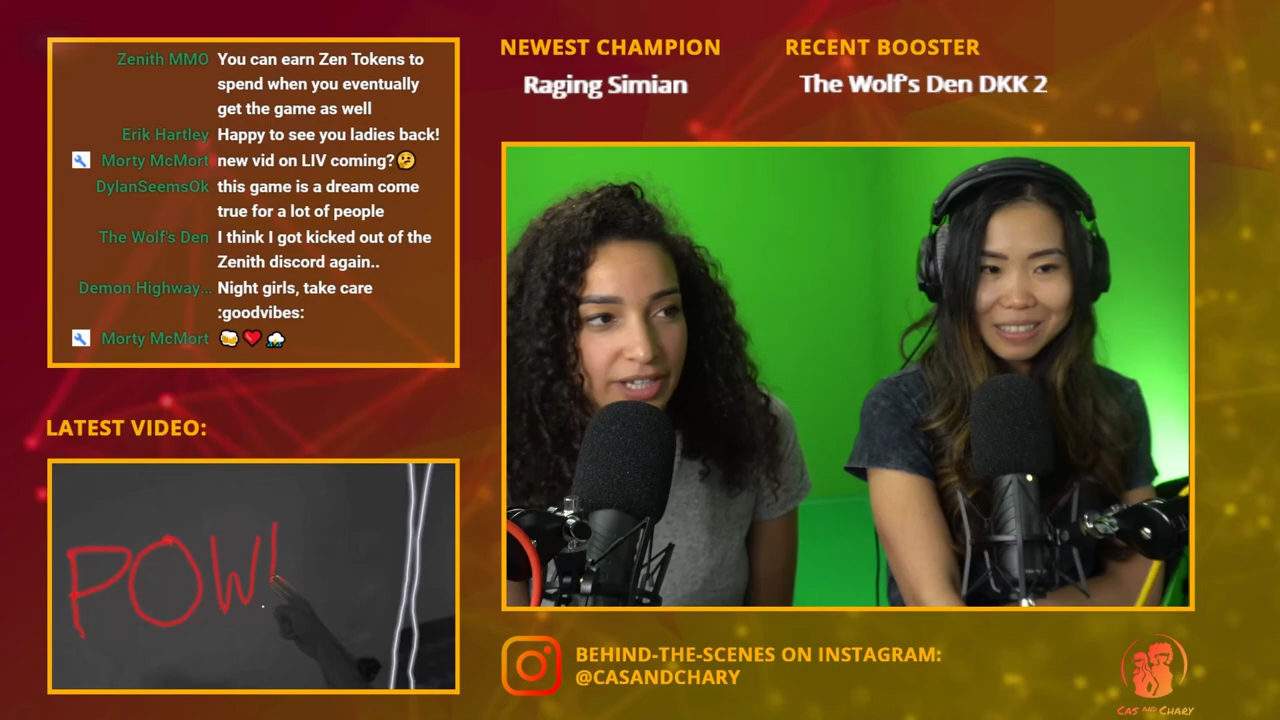 Zenith MMO You can earn Zen Tokens to
spend when you eventually
get the game as well
Erik Hartley Happy to see you ladies back!
Morty McMort new vid on LIV coming?🤔
DylanSeemsOk this game is a dream come
true for a lot of people
The Wolf's Den I think I got kicked out of the
Zenith discord again..
Demon Highway... Night girls, take care
:goodvibes:
Morty McMort 🍻❤️⛈️
NEWEST CHAMPION
Raging Simian
RECENT BOOSTER
The Wolf's Den DKK 2
LATEST VIDEO:
POW!
BEHIND-THE-SCENES ON INSTAGRAM:
@CASANDCHARY
CAS AND CHARY